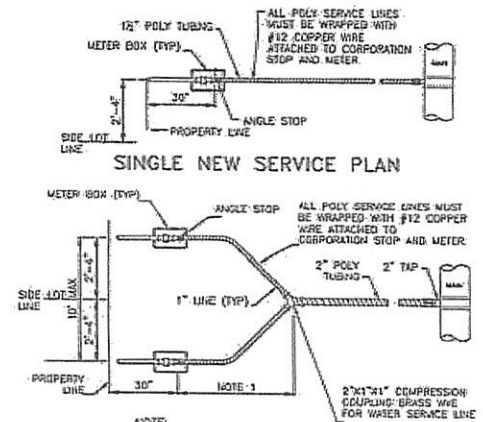 1½" POLY TUBING
METER BOX (TYP)
ALL POLY SERVICE LINES
MUST BE WRAPPED WITH
#12 COPPER WIRE
ATTACHED TO CORPORATION
STOP AND METER.
MAIN
30"
ANGLE STOP
2'-4"
PROPERTY LINE
SIDE LOT
LINE
SINGLE NEW SERVICE PLAN
METER BOX (TYP)
ANGLE STOP
ALL POLY SERVICE LINES MUST
BE WRAPPED WITH #12 COPPER
WIRE ATTACHED TO
CORPORATION STOP AND METER
2" POLY
TUBING
2" TAP
MAIN
SIDE LOT
LINE
10' MAX
2'-4"
2'-4"
1" LINE (TYP)
PROPERTY
LINE
30"
NOTE 1
2"X1"X1" COMPRESSION
COUPLING BRASS WYE
FOR WATER SERVICE LINE
NOTE: